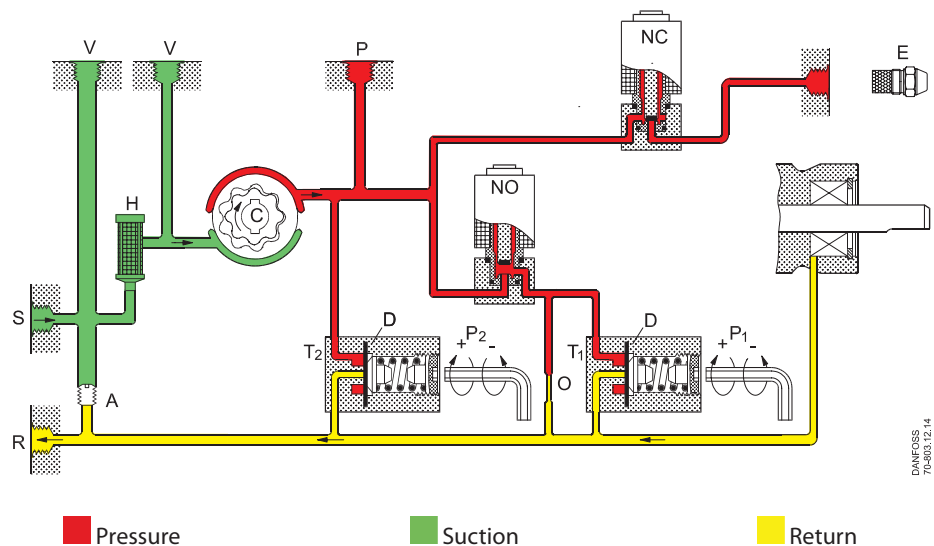 V
V
P
NC
E
H
NO
C
S
D
D
T2
+P2-
T1
+P1-
A
O
R
DANFOSS
70-803.12.14
Pressure
Suction
Return